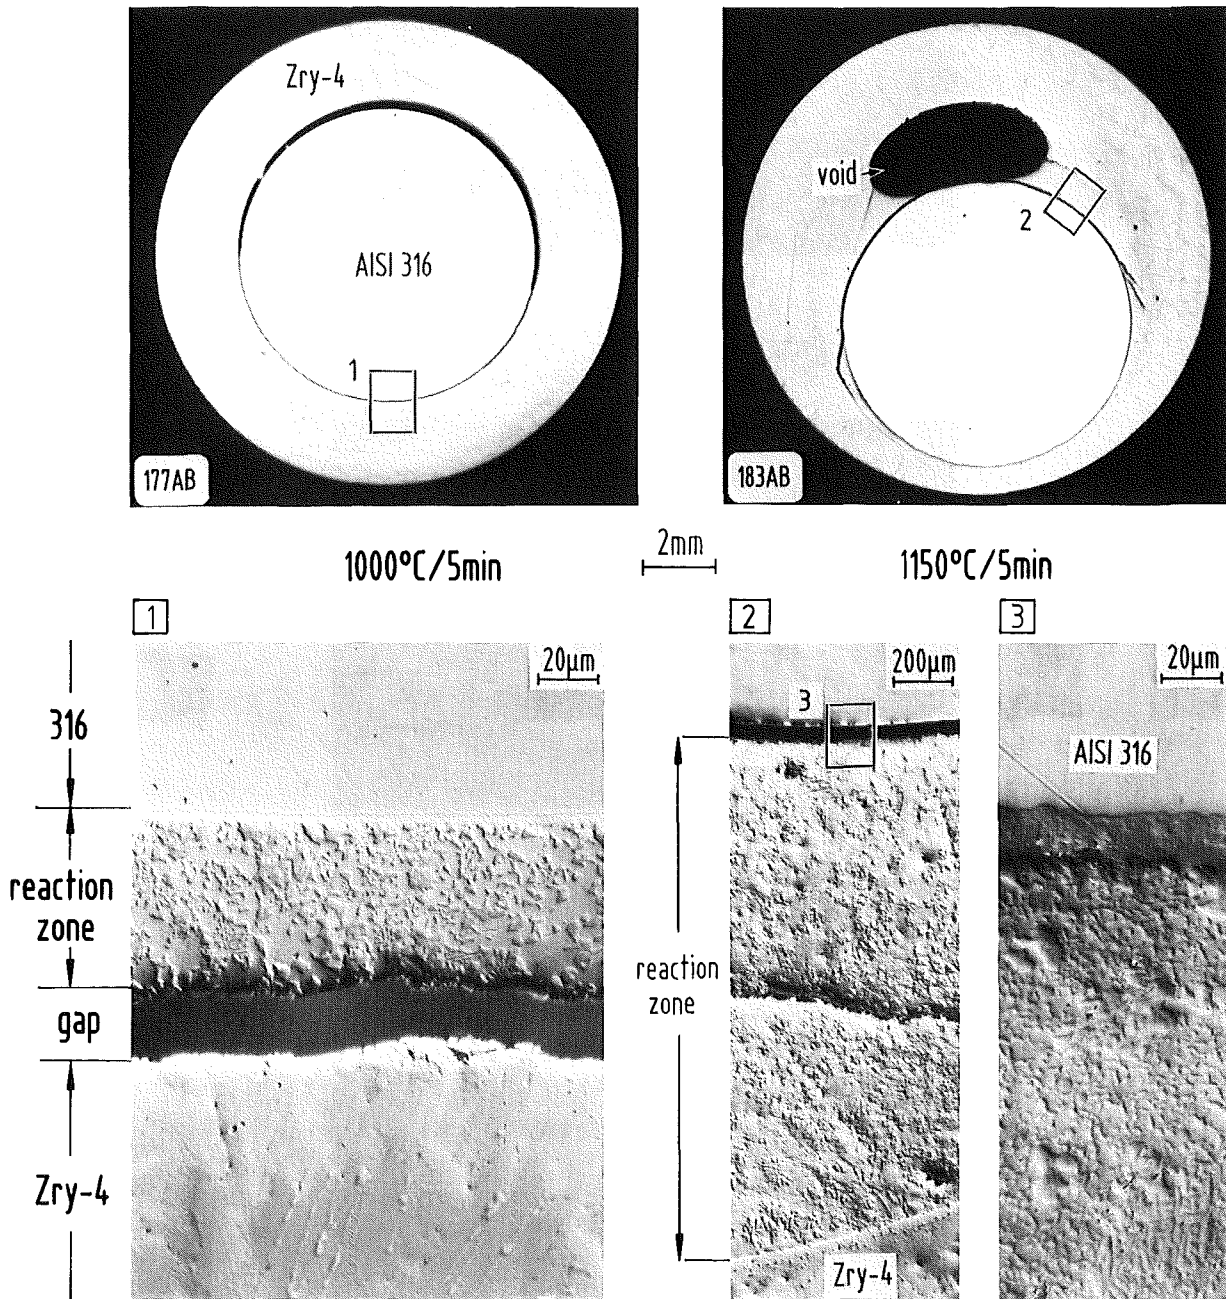 Zry-4
AISI 316
1
177AB
void
2
183AB
1000°C/5min
2mm
1150°C/5min
1
20µm
316
reaction
zone
gap
Zry-4
2
200µm
3
reaction
zone
Zry-4
3
20µm
AISI 316